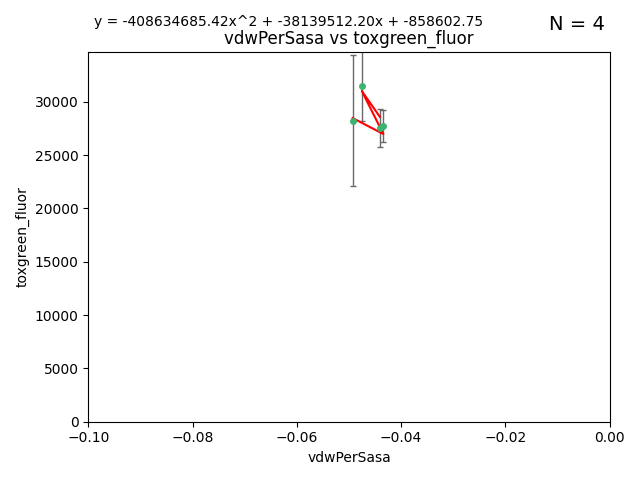 y = -408634685.42x^2 + -38139512.20x + -858602.75
N = 4
vdwPerSasa vs toxgreen_fluor
30000
25000
20000
15000
10000
5000
0
toxgreen_fluor
−0.10
−0.08
−0.06
−0.04
−0.02
0.00
vdwPerSasa